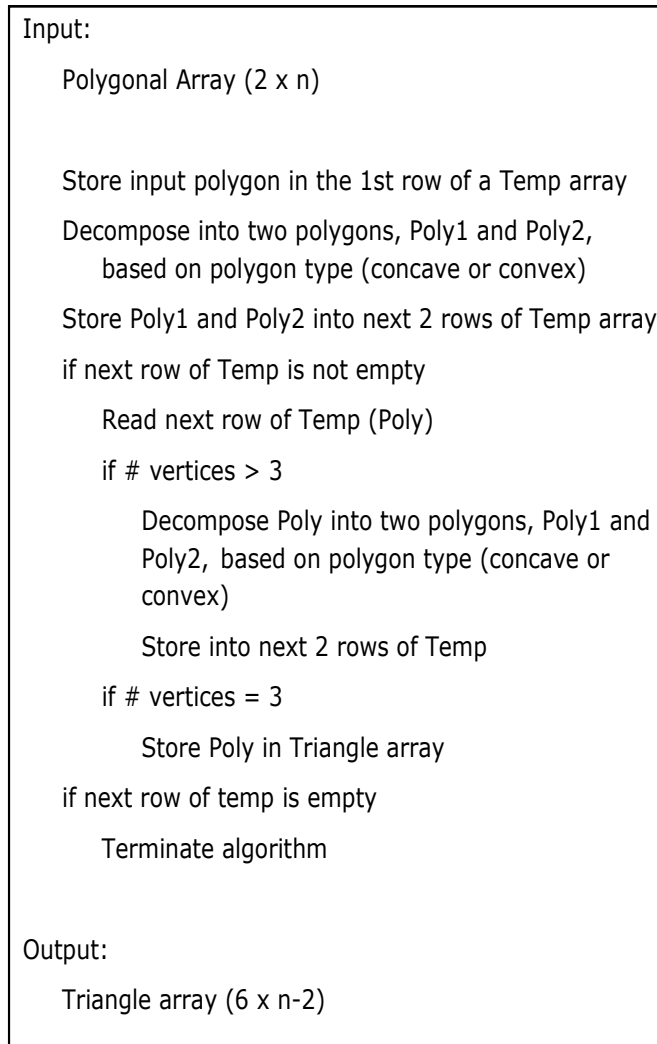 Input:
Polygonal Array (2 x n)
Store input polygon in the 1st row of a Temp array
Decompose into two polygons, Poly1 and Poly2,
based on polygon type (concave or convex)
Store Poly1 and Poly2 into next 2 rows of Temp array
if next row of Temp is not empty
Read next row of Temp (Poly)
if # vertices > 3
Decompose Poly into two polygons, Poly1 and
Poly2, based on polygon type (concave or
convex)
Store into next 2 rows of Temp
if # vertices = 3
Store Poly in Triangle array
if next row of temp is empty
Terminate algorithm
Output:
Triangle array (6 x n-2)